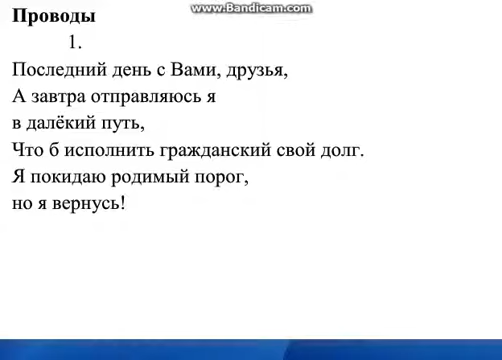 www.Bandicam.com
Проводы
1.
Последний день с Вами, друзья,
А завтра отправляюсь я
в далёкий путь,
Что б исполнить гражданский свой долг.
Я покидаю родимый порог,
но я вернусь!